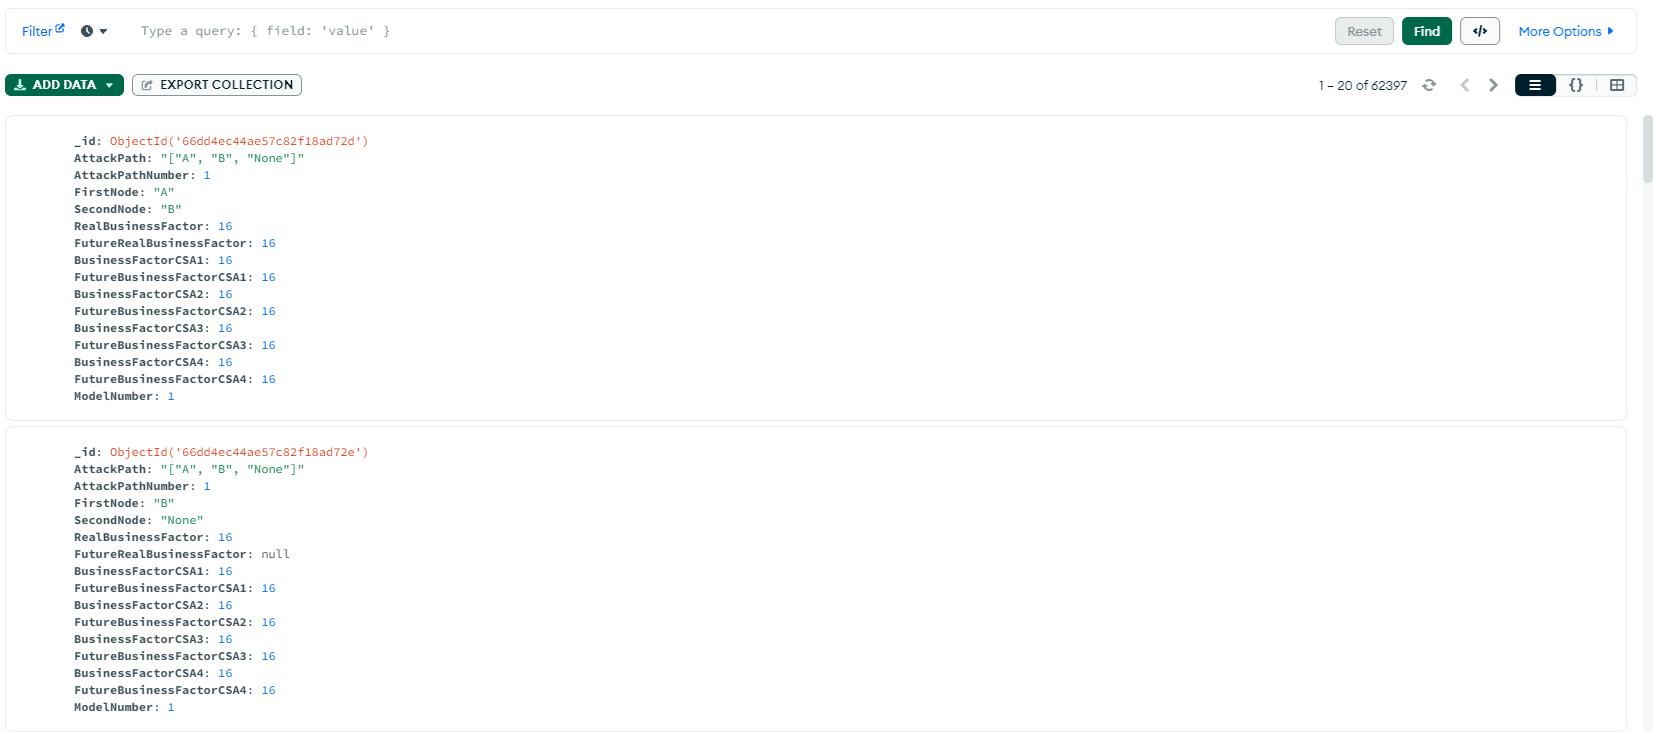 Filter
Type a query: { field: 'value' }
Reset
Find
</>
More Options
ADD DATA
EXPORT COLLECTION
1 – 20 of 62397
{}
_id: ObjectId('66dd4ec44ae57c82f18ad72d')
AttackPath: "["A", "B", "None"]"
AttackPathNumber: 1
FirstNode: "A"
SecondNode: "B"
RealBusinessFactor: 16
FutureRealBusinessFactor: 16
BusinessFactorCSA1: 16
FutureBusinessFactorCSA1: 16
BusinessFactorCSA2: 16
FutureBusinessFactorCSA2: 16
BusinessFactorCSA3: 16
FutureBusinessFactorCSA3: 16
BusinessFactorCSA4: 16
FutureBusinessFactorCSA4: 16
ModelNumber: 1
_id: ObjectId('66dd4ec44ae57c82f18ad72e')
AttackPath: "["A", "B", "None"]"
AttackPathNumber: 1
FirstNode: "B"
SecondNode: "None"
RealBusinessFactor: 16
FutureRealBusinessFactor: null
BusinessFactorCSA1: 16
FutureBusinessFactorCSA1: 16
BusinessFactorCSA2: 16
FutureBusinessFactorCSA2: 16
BusinessFactorCSA3: 16
FutureBusinessFactorCSA3: 16
BusinessFactorCSA4: 16
FutureBusinessFactorCSA4: 16
ModelNumber: 1